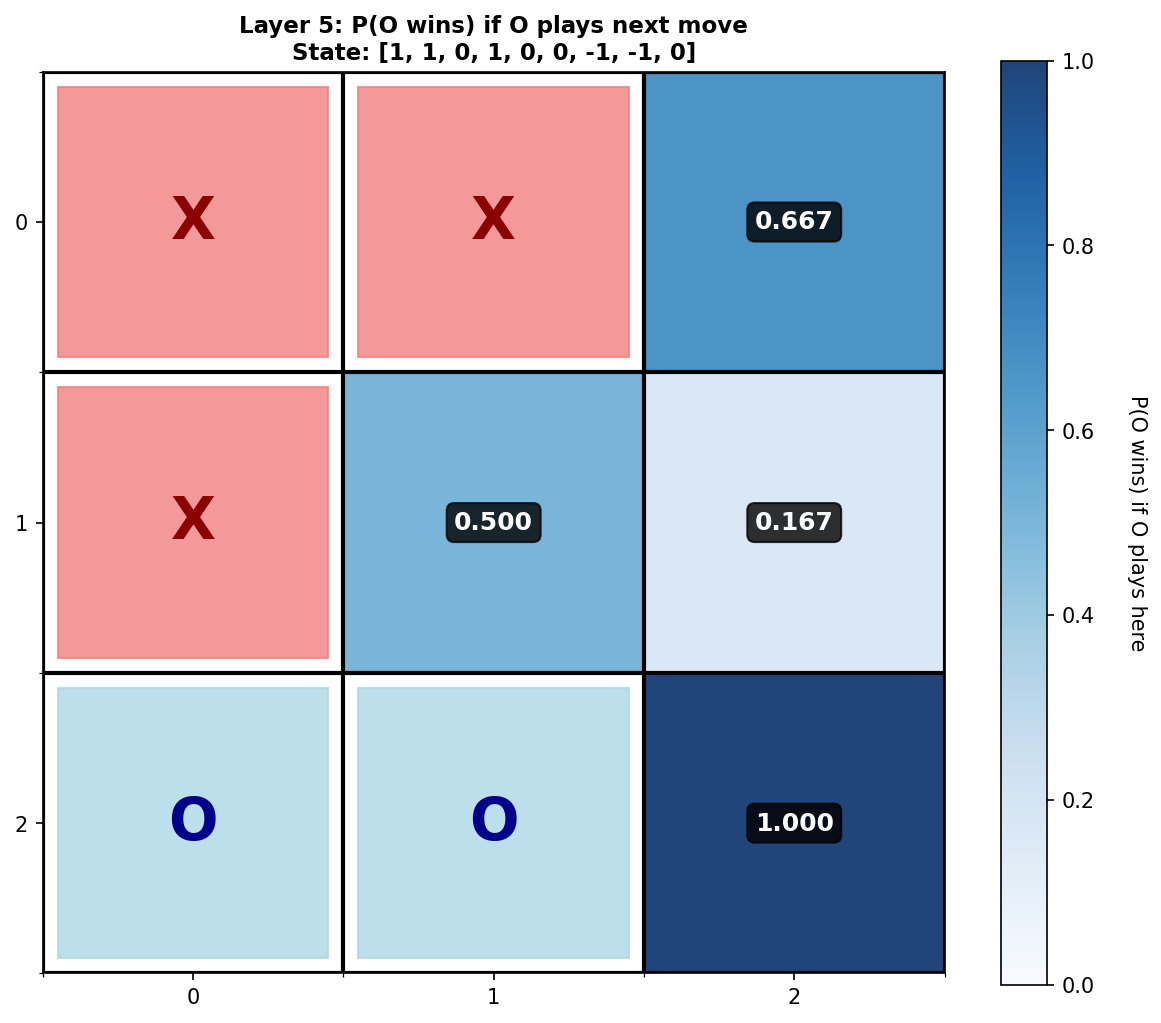 Layer 5: P(O wins) if O plays next move
State: [1, 1, 0, 1, 0, 0, -1, -1, 0]
0
X
X
0.667
1
X
0.500
0.167
2
O
O
1.000
0
1
2
1.0
0.8
0.6
0.4
0.2
0.0
P(O wins) if O plays here